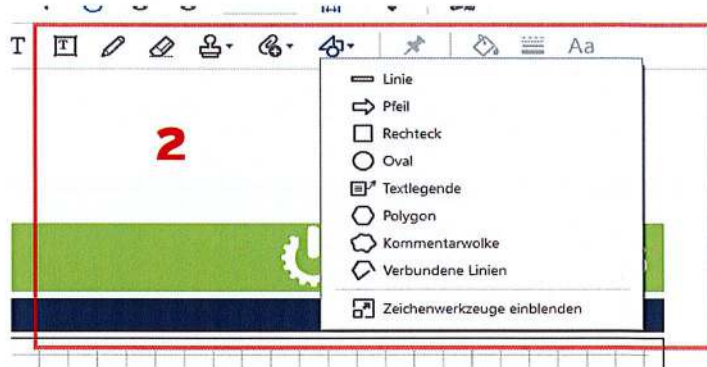 T T Aa
Linie
Pfeil
2
Rechteck
Oval
Textlegende
Polygon
Kommentarwolke
Verbundene Linien
Zeichenwerkzeuge einblenden